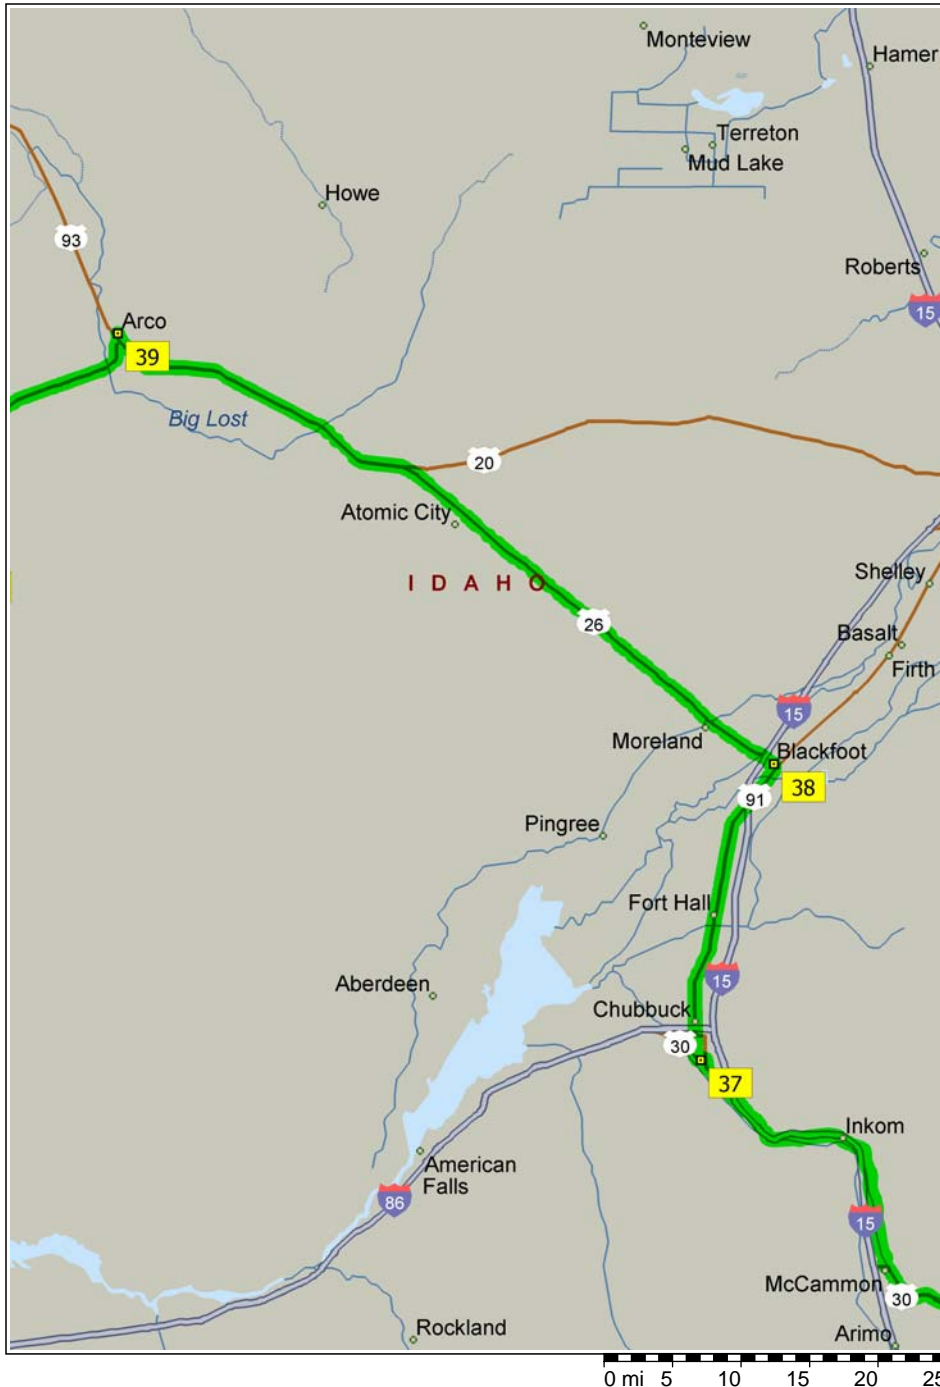 Monteview
Hamer
Terreton
Mud Lake
Howe
93
Roberts
15
Arco
39
Big Lost
20
Atomic City
IDAHO
Shelley
26
Basalt
Firth
15
Moreland
Blackfoot
38
91
Pingree
Fort Hall
15
Aberdeen
Chubbuck
30
37
Inkom
American
Falls
86
15
McCammon
30
Rockland
Arimo
0 mi 5 10 15 20 25